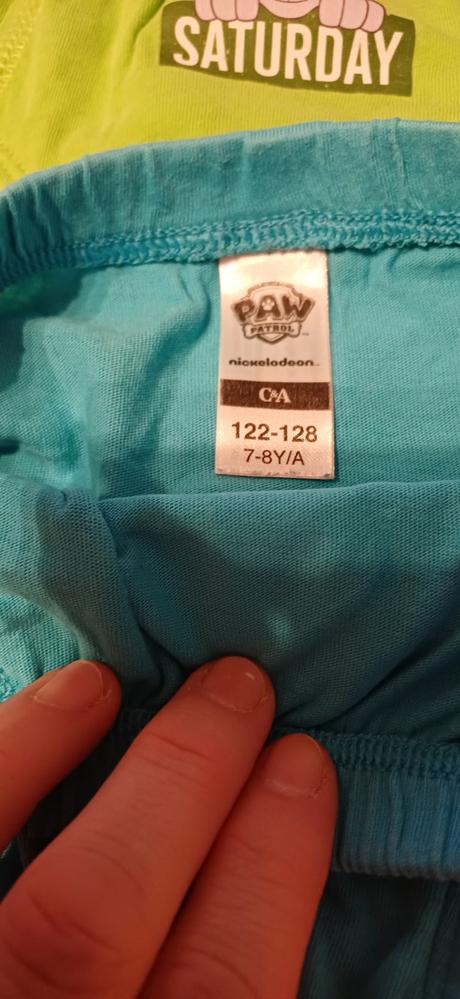 SATURDAY
PAW
PATROL
nickelodeon
C&A
122-128
7-8Y/A